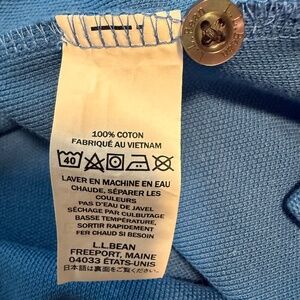 L.L.Bean
100% COTON
FABRIQUÉ AU VIETNAM
40
LAVER EN MACHINE EN EAU
CHAUDE, SÉPARER LES
COULEURS
PAS D'EAU DE JAVEL
SÉCHAGE PAR CULBUTAGE
BASSE TEMPÉRATURE,
SORTIR RAPIDEMENT
FER CHAUD SI BESOIN
L.L.BEAN
FREEPORT, MAINE
04033 ÉTATS-UNIS
日本語は裏面をご覧ください